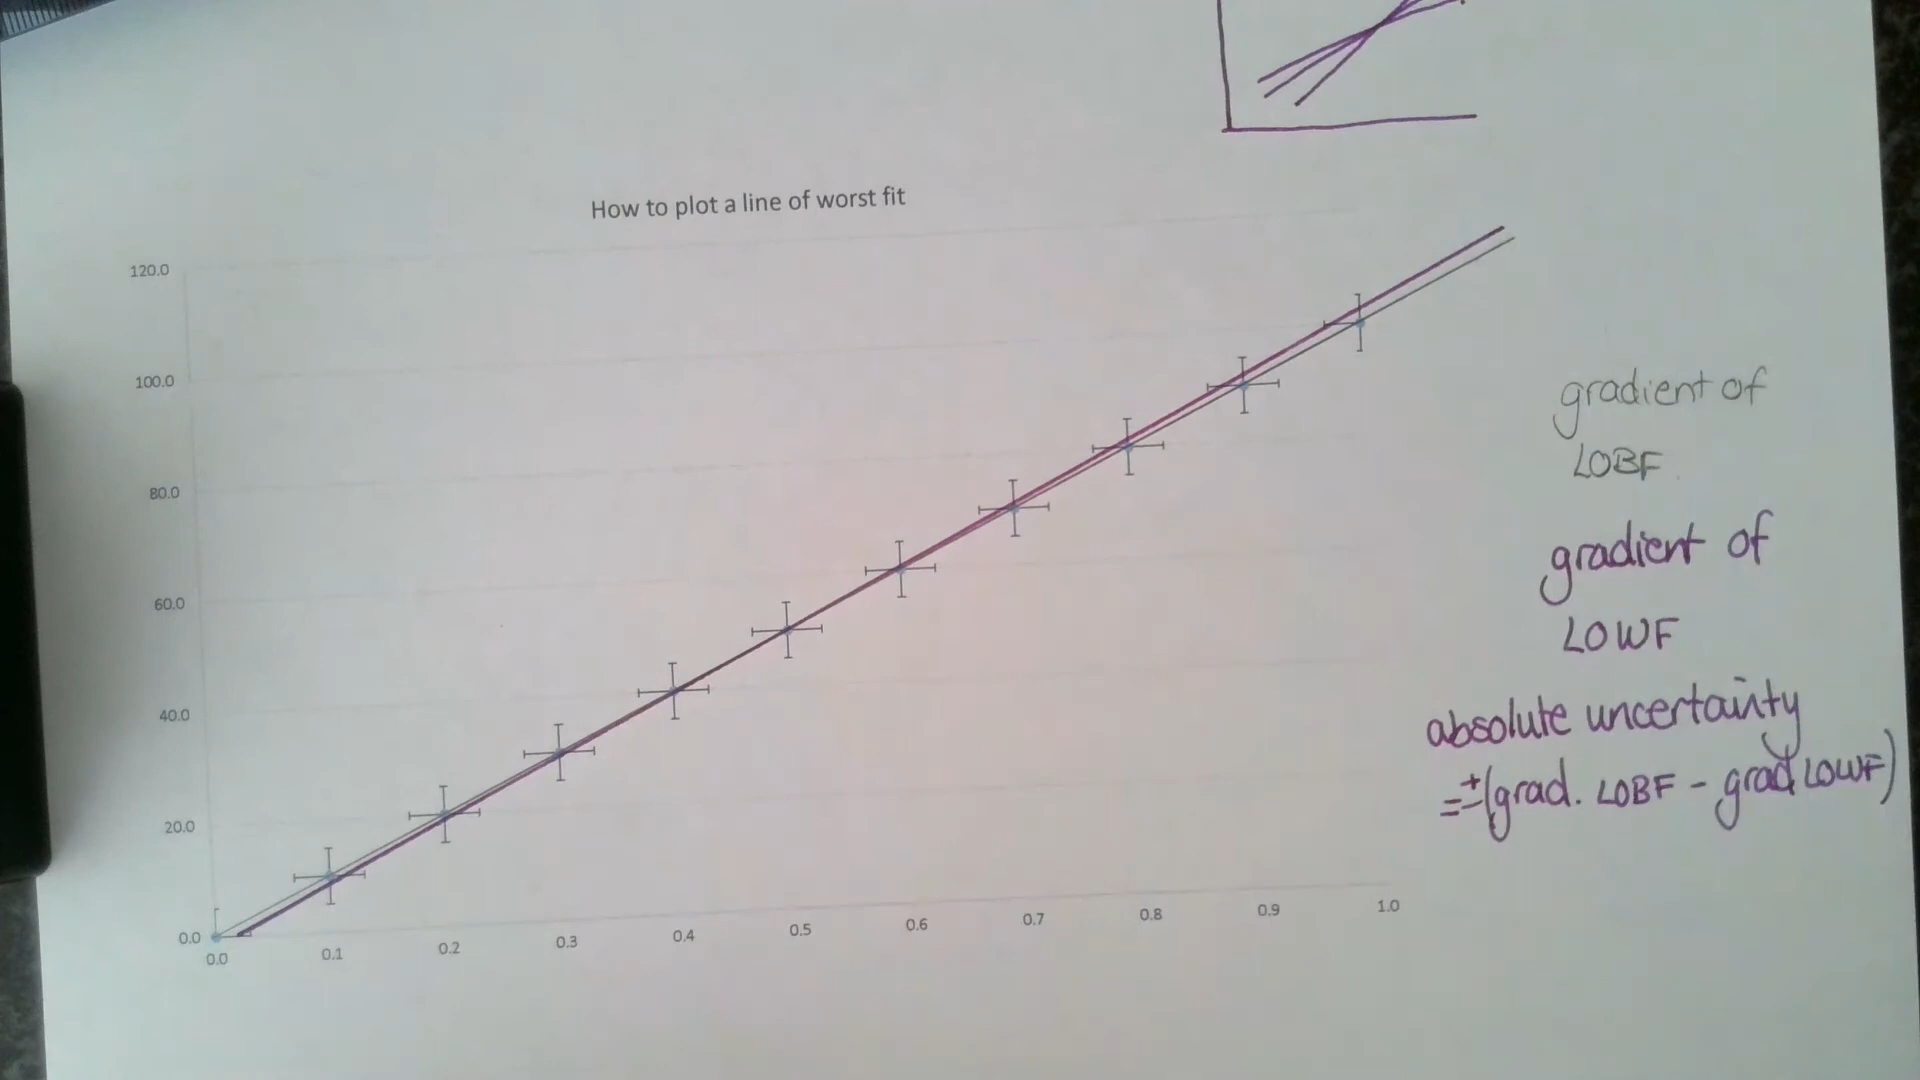 How to plot a line of worst fit
120.0
100.0
80.0
60.0
40.0
20.0
0.0
0.0 0.1 0.2 0.3 0.4 0.5 0.6 0.7 0.8 0.9 1.0
gradient of
LOBF
gradient of
LOWF
absolute uncertainty
=±(grad. LOBF - grad LOWF)